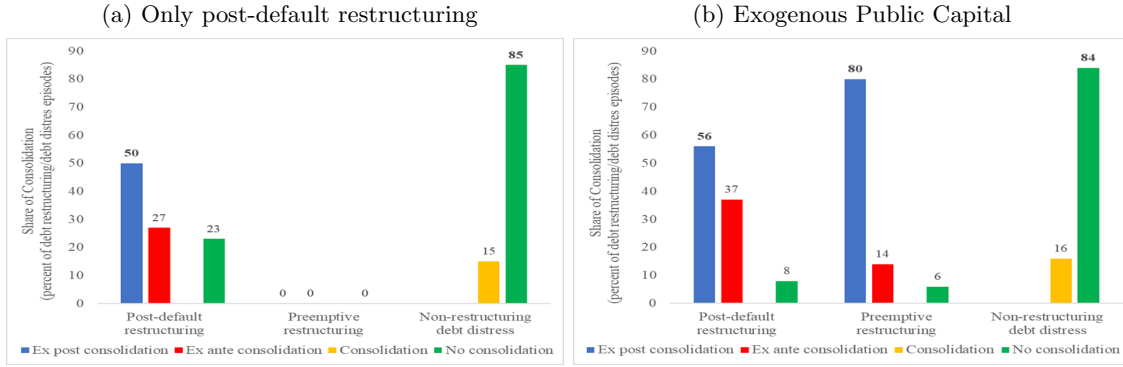 (a) Only post-default restructuring
Share of Consolidation
(percent of debt restructuring/debt distres episodes)
90
80
70
60
50
40
30
20
10
0
50
27
23
0
0
0
15
85
Post-default
restructuring
Preemptive
restructuring
Non-restructuring
debt distress
Ex post consolidation
Ex ante consolidation
Consolidation
No consolidation
(b) Exogenous Public Capital
Share of Consolidation
(percent of debt restructuring/debt distres episodes)
90
80
70
60
50
40
30
20
10
0
56
37
8
80
14
6
16
84
Post-default
restructuring
Preemptive
restructuring
Non-restructuring
debt distress
Ex post consolidation
Ex ante consolidation
Consolidation
No consolidation